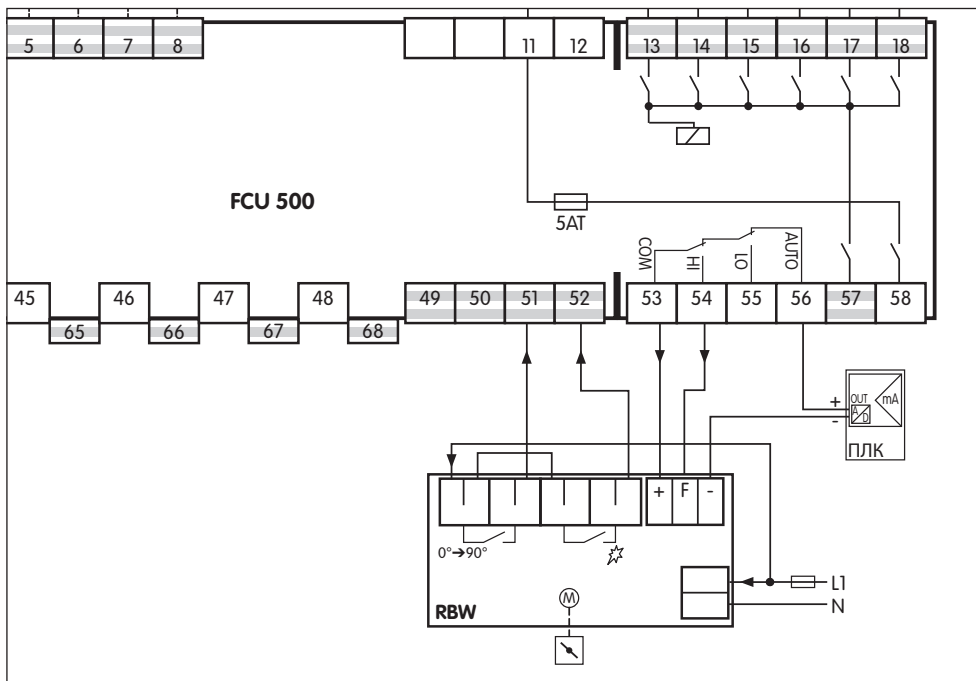 5 6 7 8 11 12 13 14 15 16 17 18
FCU 500
5AT
COM HI LO AUTO
45 46 47 48 49 50 51 52 53 54 55 56 57 58
65 66 67 68
+ OUT mA
- A/D
ПЛК
+ F -
0°→90°
L1
M N
RBW